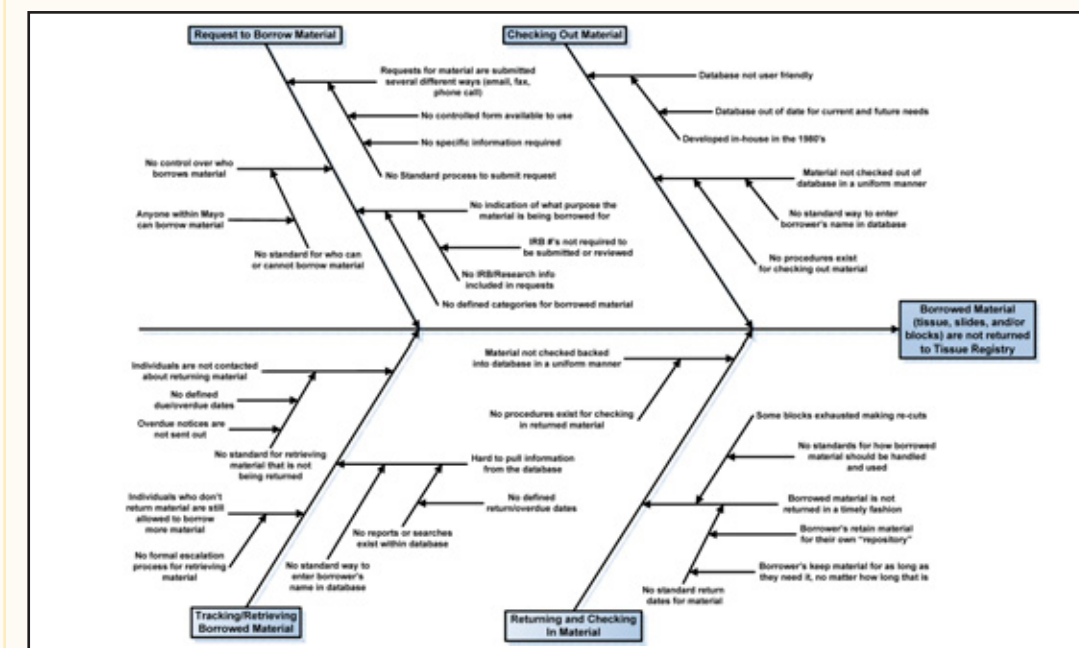 Request to Borrow Material
Checking Out Material
Requests for material are submitted
several different ways (email, fax,
phone call)
No controlled form available to use
No specific information required
No Standard process to submit request
No control over who
borrows material
Anyone within Mayo
can borrow material
No standard for who can
or cannot borrow material
No indication of what purpose the
material is being borrowed for
IRB #'s not required to
be submitted or reviewed
No IRB/Research info
included in requests
No defined categories for borrowed material
Database not user friendly
Database out of date for current and future needs
Developed in-house in the 1980's
Material not checked out of
database in a uniform manner
No standard way to enter
borrower's name in database
No procedures exist
for checking out material
Borrowed Material
(tissue, slides, and/or
blocks) are not returned
to Tissue Registry
Individuals are not contacted
about returning material
No defined
due/overdue dates
Overdue notices are
not sent out
No standard for retrieving
material that is not
being returned
Individuals who don't
return material are still
allowed to borrow
more material
No formal escalation
process for retrieving
material
Hard to pull information
from the database
No defined
return/overdue dates
No reports or searches
exist within database
No standard way to
enter borrower's
name in database
Material not checked backed
into database in a uniform manner
No procedures exist for checking
in returned material
Some blocks exhausted making re-cuts
No standards for how borrowed
material should be handled
and used
Borrowed material is not
returned in a timely fashion
Borrower's retain material
for their own "repository"
Borrower's keep material for as long as
they need it, no matter how long that is
No standard return
dates for material
Tracking/Retrieving
Borrowed Material
Returning and Checking
In Material